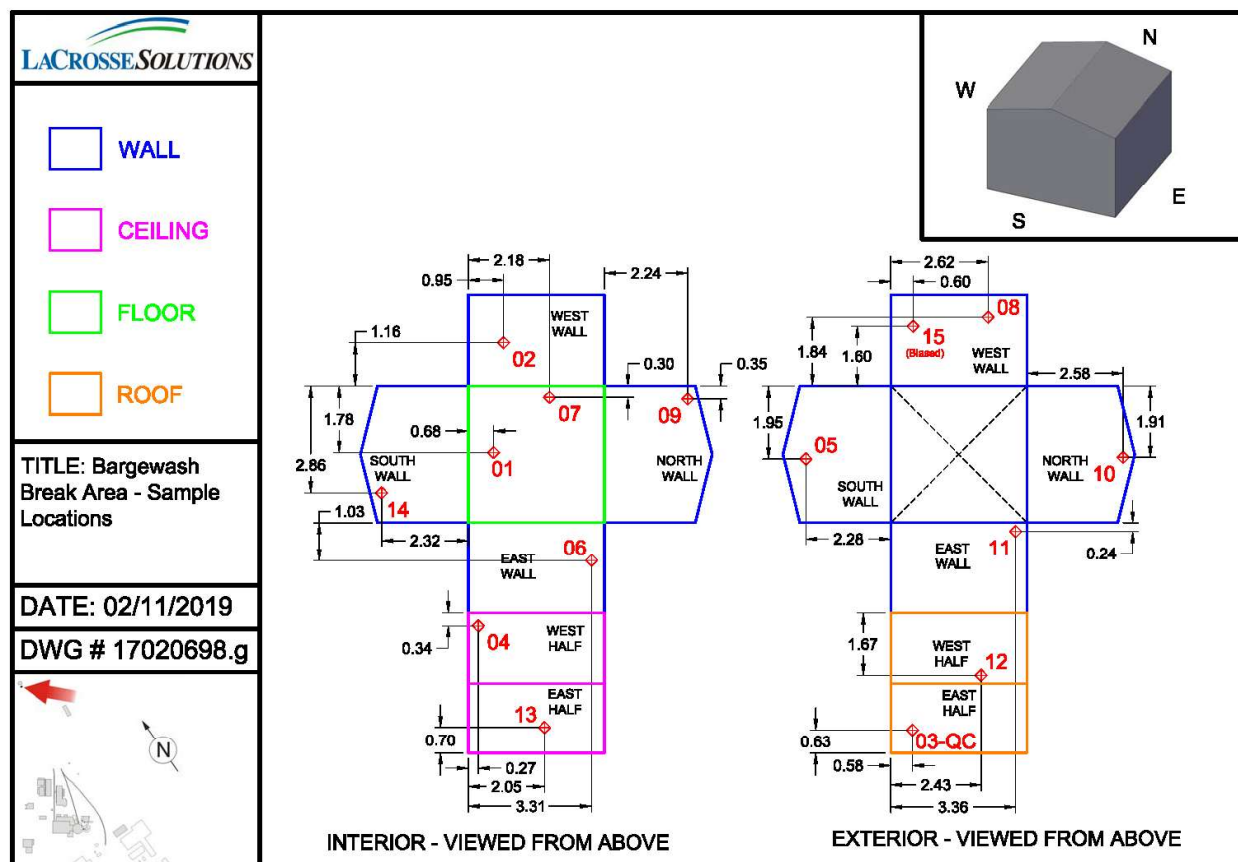 LACROSSESOLUTIONS
WALL
CEILING
FLOOR
ROOF
TITLE: Bargewash
Break Area - Sample
Locations
DATE: 02/11/2019
DWG # 17020698.g
N
N
W
E
S
2.18
0.95
2.24
1.16
WEST
WALL
02
0.30
0.35
07
09
1.78
0.68
2.86
01
SOUTH
WALL
NORTH
WALL
14
1.03
2.32
06
EAST
WALL
04
WEST
HALF
0.34
13
EAST
HALF
0.70
0.27
2.05
3.31
INTERIOR - VIEWED FROM ABOVE
2.62
0.60
08
15
(Biased)
1.84
1.60
WEST
WALL
2.58
1.95
1.91
05
10
SOUTH
WALL
NORTH
WALL
2.28
11
EAST
WALL
0.24
1.67
WEST
HALF
12
EAST
HALF
03-QC
0.63
0.58
2.43
3.36
EXTERIOR - VIEWED FROM ABOVE